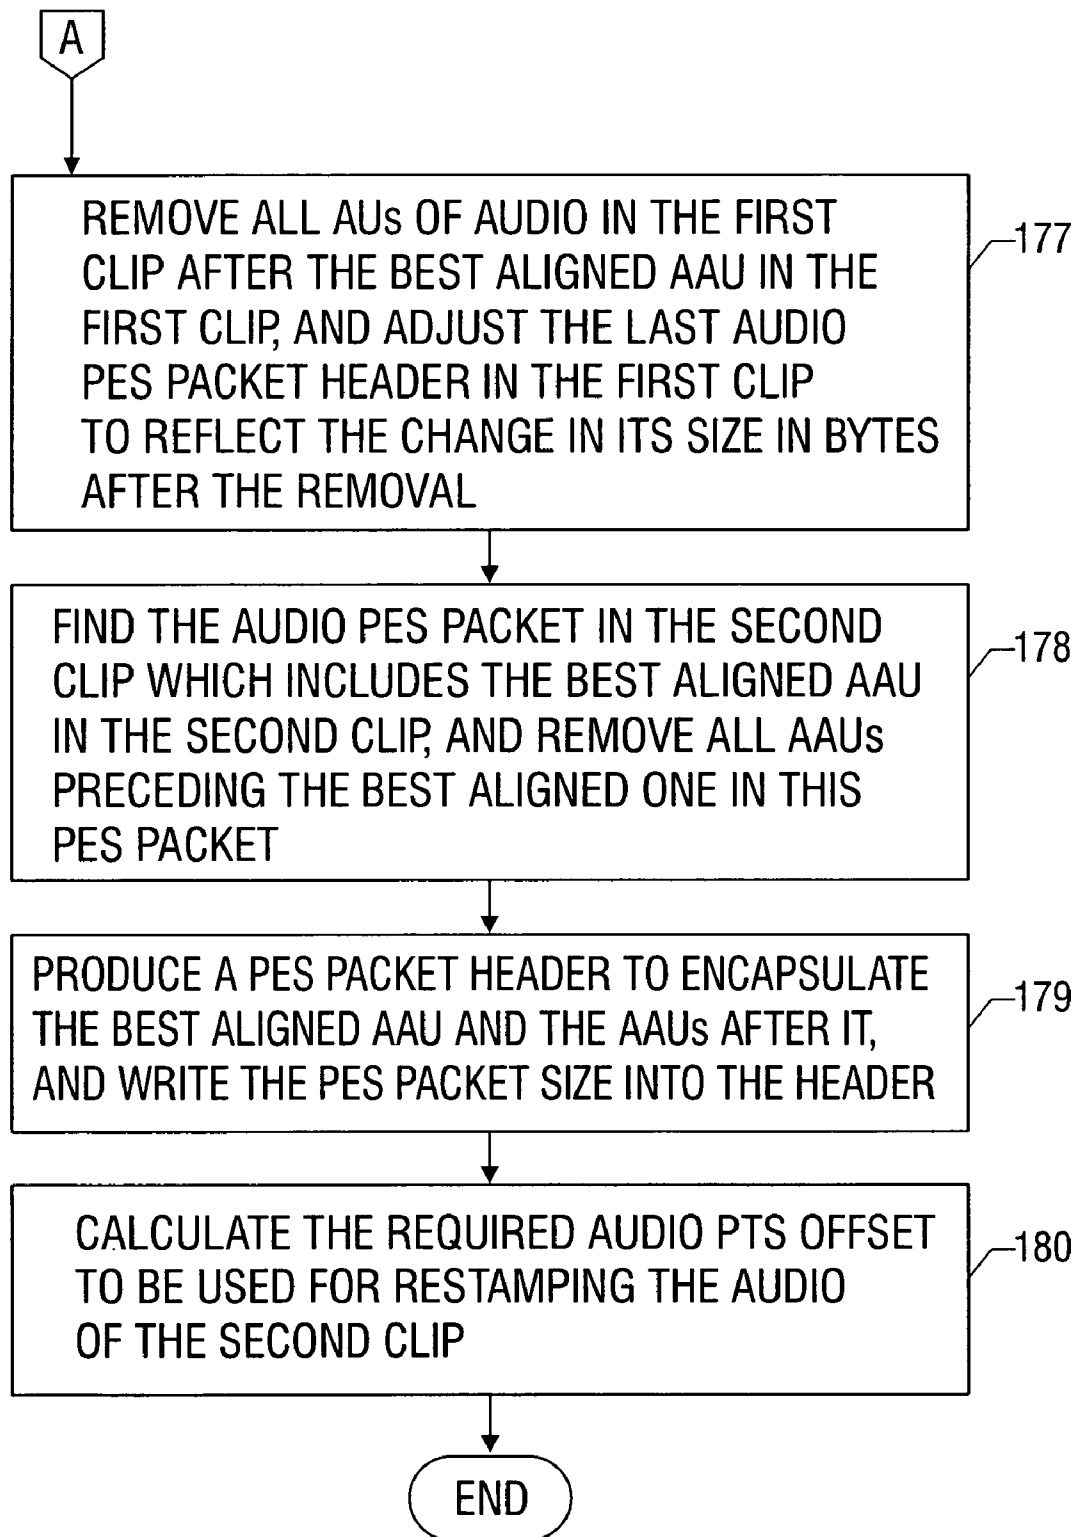 A
REMOVE ALL AUs OF AUDIO IN THE FIRST
CLIP AFTER THE BEST ALIGNED AAU IN THE
FIRST CLIP, AND ADJUST THE LAST AUDIO
PES PACKET HEADER IN THE FIRST CLIP
TO REFLECT THE CHANGE IN ITS SIZE IN BYTES
AFTER THE REMOVAL
177
FIND THE AUDIO PES PACKET IN THE SECOND
CLIP WHICH INCLUDES THE BEST ALIGNED AAU
IN THE SECOND CLIP, AND REMOVE ALL AAUs
PRECEDING THE BEST ALIGNED ONE IN THIS
PES PACKET
178
PRODUCE A PES PACKET HEADER TO ENCAPSULATE
THE BEST ALIGNED AAU AND THE AAUs AFTER IT,
AND WRITE THE PES PACKET SIZE INTO THE HEADER
179
CALCULATE THE REQUIRED AUDIO PTS OFFSET
TO BE USED FOR RESTAMPING THE AUDIO
OF THE SECOND CLIP
180
END